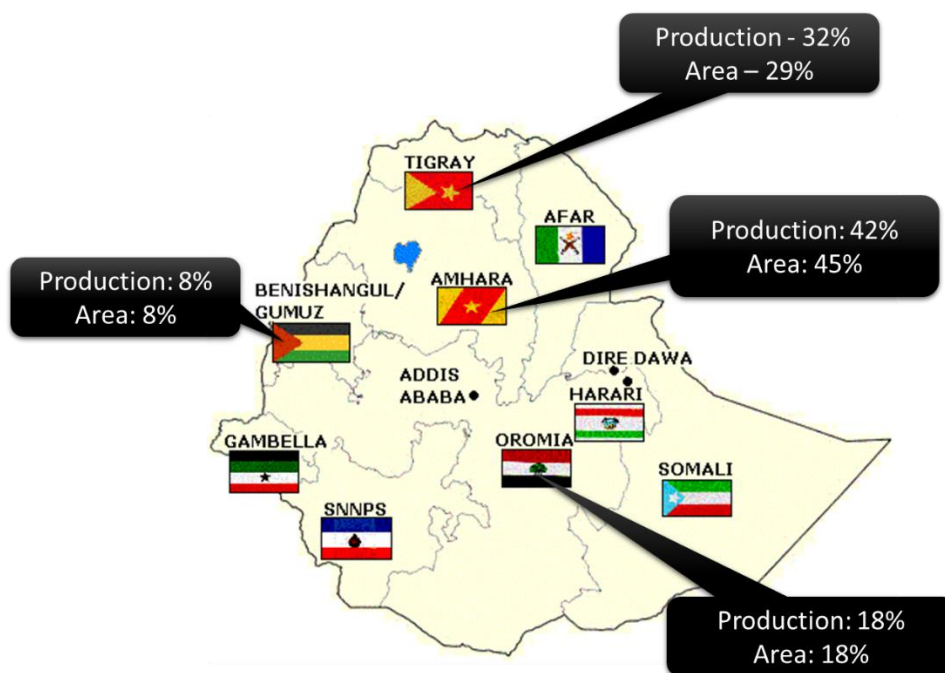 Production - 32%
Area – 29%
TIGRAY
AFAR
Production: 42%
Area: 45%
AMHARA
Production: 8%
Area: 8%
BENISHANGUL/
GUMUZ
DIRE DAWA
ADDIS
ABABA
HARARI
GAMBELLA
OROMIA
SOMALI
SNNPS
Production: 18%
Area: 18%